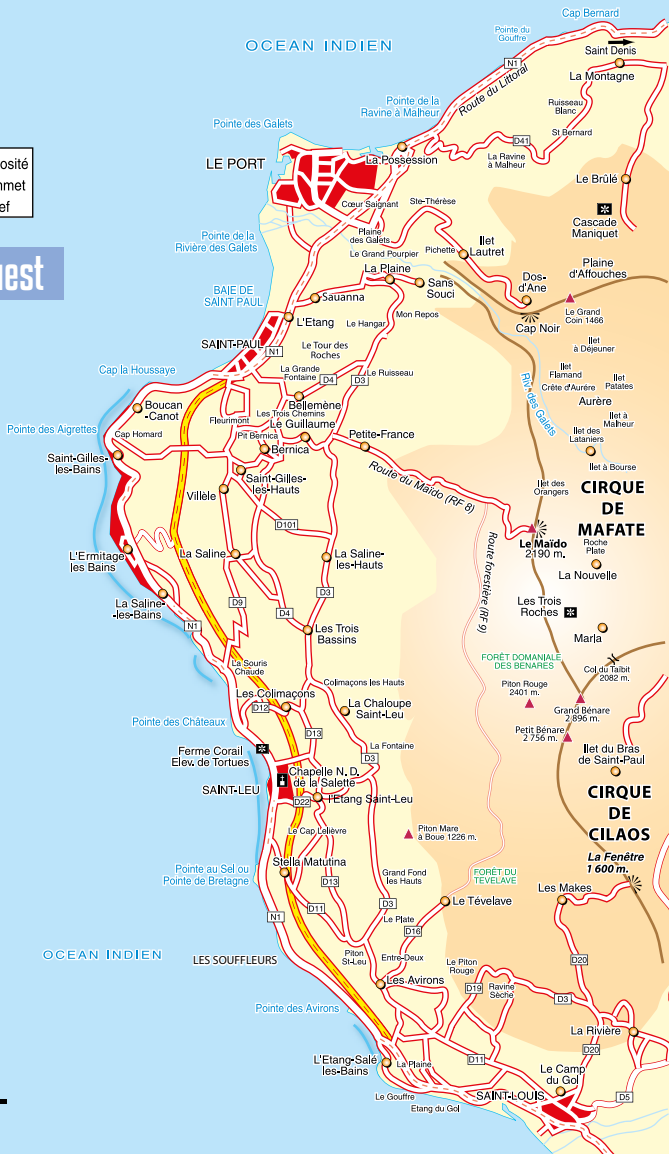 Cap Bernard
OCEAN INDIEN
Pointe du
Gouffre
Saint Denis
N1
La Montagne
Route du Littoral
Pointe de la
Ravine à Malheur
Ruisseau
Blanc
Pointe des Galets
St Bernard
D41
LE PORT
La Possession
La Ravine
à Malheur
osité
mmet
ef
Le Brûlé
Cœur Saignant
Ste-Thérèse
Cascade
Maniquet
Pointe de la
Rivière des Galets
Plaine
des Galets
Le Grand Pourpier
Pichette
Ilet
Lautret
uest
La Plaine
Sans
Souci
Dos-
d'Ane
Plaine
d'Affouches
BAIE DE
SAINT PAUL
Sauanna
Le Grand
Coin 1466
L'Etang
Le Hangar
Mon Repos
Cap Noir
SAINT-PAUL
N1
Le Tour des
Roches
Ilet
à Déjeuner
Cap la Houssaye
La Grande
Fontaine
D4
D3
Le Ruisseau
Riv. des Galets
Ilet
Flamand
Crête d'Aurére
Ilet
Patates
Aurère
Boucan
-Canot
Bellemène
Les Trois Chemins
Fleurimont
Le Guillaume
Ilet à
Malheur
Pointe des Aigrettes
Cap Homard
Pit Bernica
Bernica
Petite-France
Ilet des
Lataniers
Saint-Gilles-
les-Bains
Saint-Gilles-
les-Hauts
Route du Maïdo (RF 8)
Ilet à Bourse
Villèle
Ilet des
Orangers
CIRQUE
DE
MAFATE
D101
Le Maïdo
2190 m.
Roche
Plate
L'Ermitage
les Bains
La Saline
La Saline-
les-Hauts
Route forestière (RF 9)
La Nouvelle
La Saline-
les-Bains
D9
D3
D4
Les Trois
Roches
N1
Les Trois
Bassins
Marla
La Souris
Chaude
FORÊT DOMANIALE
DES BENARES
Col du Taïbit
2082 m.
Colimaçons les Hauts
Piton Rouge
2401 m.
Les Colimaçons
D12
La Chaloupe
Saint-Leu
Grand Bénare
2 896 m.
Pointe des Châteaux
D13
Petit Bénare
2 756 m.
Ferme Corail
Elev. de Tortues
La Fontaine
D3
Ilet du Bras
de Saint-Paul
SAINT-LEU
Chapelle N. D.
de la Salette
D22
l'Etang Saint-Leu
CIRQUE
DE
CILAOS
Le Cap Lelièvre
Piton Mare
à Boue 1226 m.
La Fenêtre
1 600 m.
Pointe au Sel ou
Pointe de Bretagne
Stella Matutina
D13
Grand Fond
les Hauts
FORÊT DU
TEVELAVE
Les Makes
N1
D11
D3
Le Tévelave
Le Plate
D16
OCEAN INDIEN
LES SOUFFLEURS
Piton
St-Leu
Entre-Deux
Le Piton
Rouge
D20
Les Avirons
D19
Ravine
Sèche
D3
Pointe des Avirons
La Rivière
D20
L'Etang-Salé
les-Bains
La Plaine
D11
Le Camp
du Gol
Le Gouffre
Etang du Gol
SAINT-LOUIS
D5